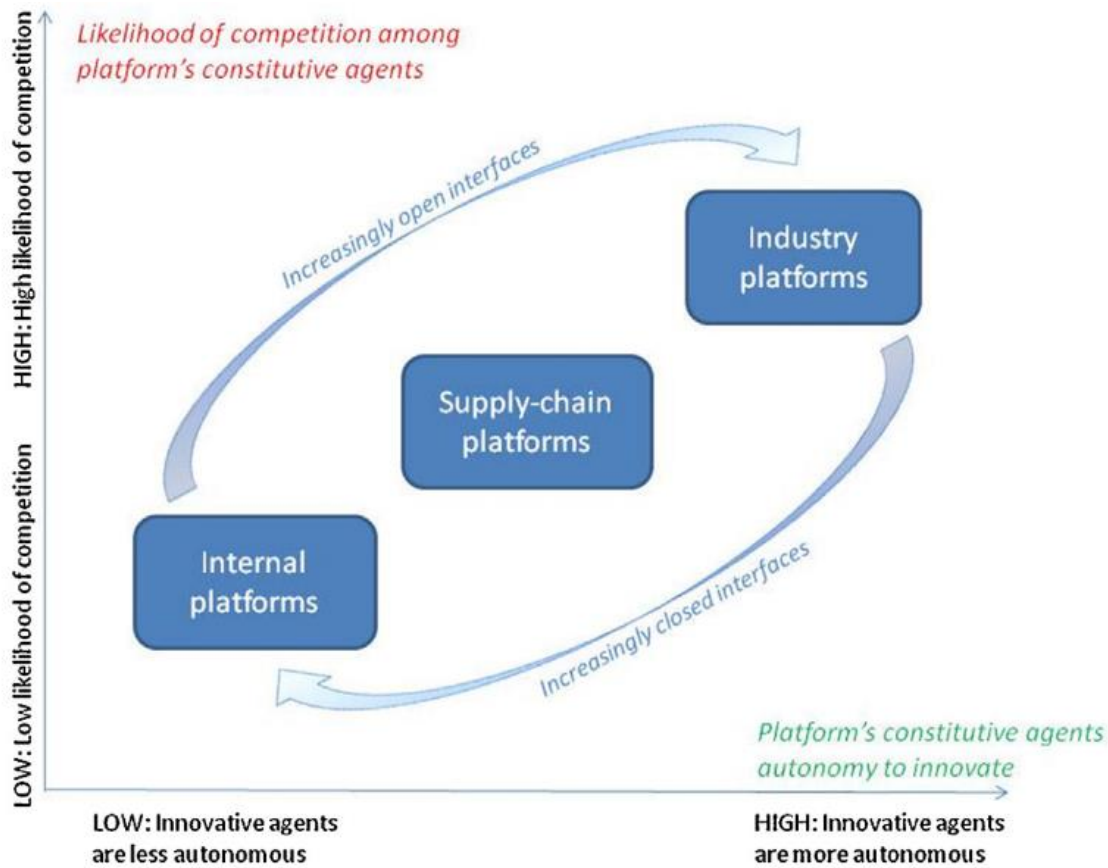 Likelihood of competition among
platform's constitutive agents
HIGH: High likelihood of competition
LOW: Low likelihood of competition
Increasingly open interfaces
Industry
platforms
Supply-chain
platforms
Internal
platforms
Increasingly closed interfaces
Platform's constitutive agents
autonomy to innovate
LOW: Innovative agents
are less autonomous
HIGH: Innovative agents
are more autonomous